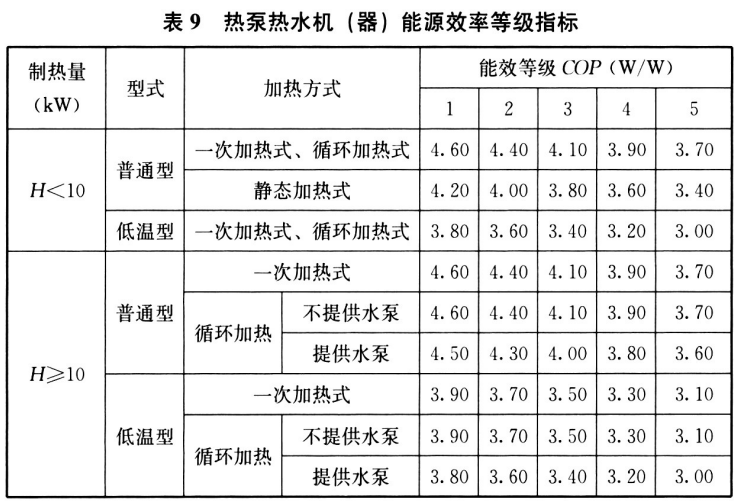 表9 热泵热水机（器）能源效率等级指标
制热量（kW） 型式 加热方式 能效等级COP（W/W）
1 2 3 4 5
H＜10 普通型 一次加热式、循环加热式 4.60 4.40 4.10 3.90 3.70
静态加热式 4.20 4.00 3.80 3.60 3.40
低温型 一次加热式、循环加热式 3.80 3.60 3.40 3.20 3.00
H≥10 普通型 一次加热式 4.60 4.40 4.10 3.90 3.70
循环加热 不提供水泵 4.60 4.40 4.10 3.90 3.70
提供水泵 4.50 4.30 4.00 3.80 3.60
低温型 一次加热式 3.90 3.70 3.50 3.30 3.10
循环加热 不提供水泵 3.90 3.70 3.50 3.30 3.10
提供水泵 3.80 3.60 3.40 3.20 3.00